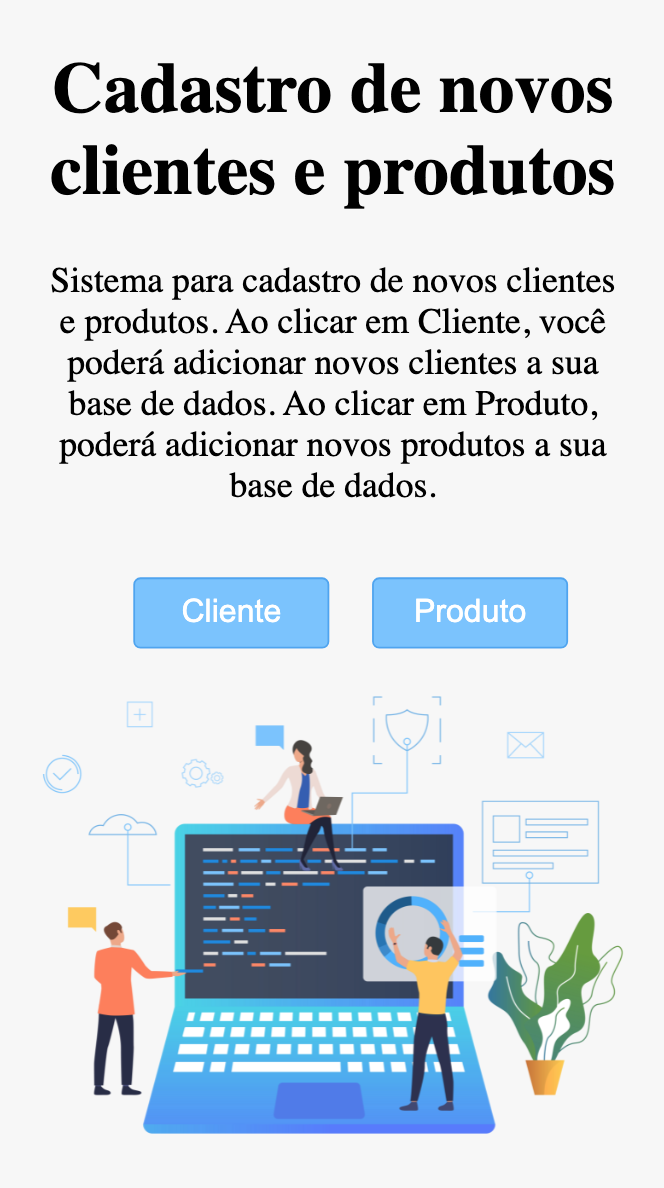 Cadastro de novos
clientes e produtos
Sistema para cadastro de novos clientes
e produtos. Ao clicar em Cliente, você
poderá adicionar novos clientes a sua
base de dados. Ao clicar em Produto,
poderá adicionar novos produtos a sua
base de dados.
Cliente
Produto